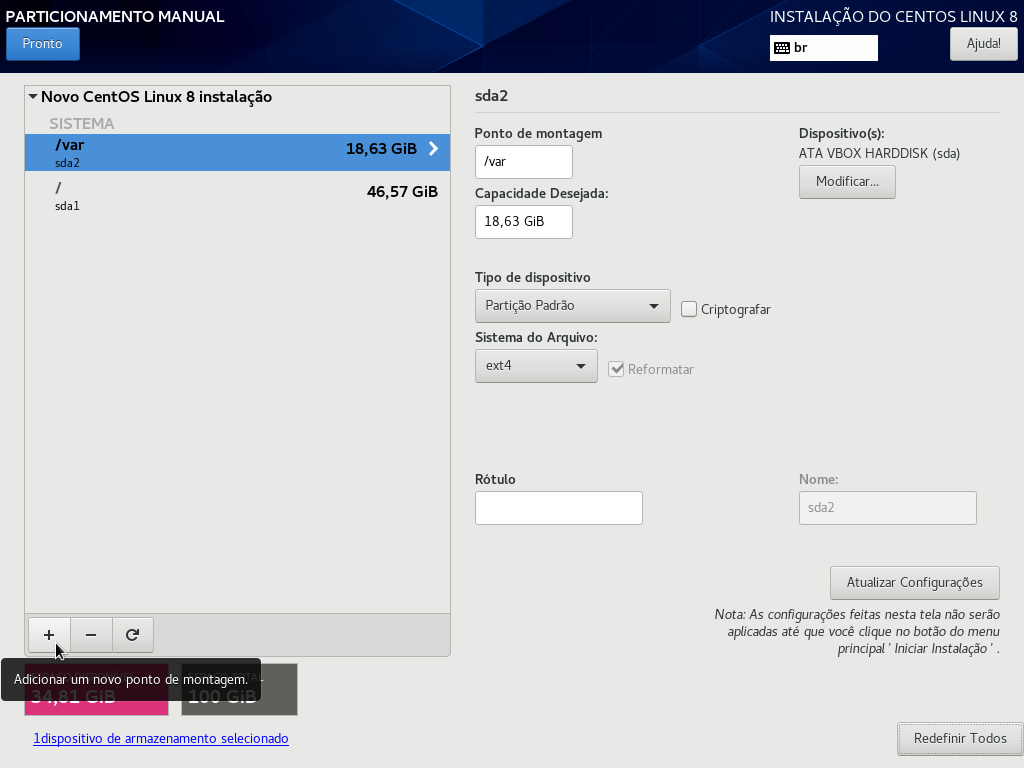 PARTICIONAMENTO MANUAL
INSTALAÇÃO DO CENTOS LINUX 8
Pronto
br
Ajuda!
Novo CentOS Linux 8 instalação
SISTEMA
/var
18,63 GiB
sda2
/
46,57 GiB
sda1
sda2
Ponto de montagem
Dispositivo(s):
/var
ATA VBOX HARDDISK (sda)
Modificar...
Capacidade Desejada:
18,63 GiB
Tipo de dispositivo
Partição Padrão
Criptografar
Sistema do Arquivo:
ext4
Reformatar
Rótulo
Nome:
sda2
Atualizar Configurações
Nota: As configurações feitas nesta tela não serão
aplicadas até que você clique no botão do menu
principal ' Iniciar Instalação ' .
+ −
Adicionar um novo ponto de montagem.
34,81 GiB
100 GiB
1dispositivo de armazenamento selecionado
Redefinir Todos